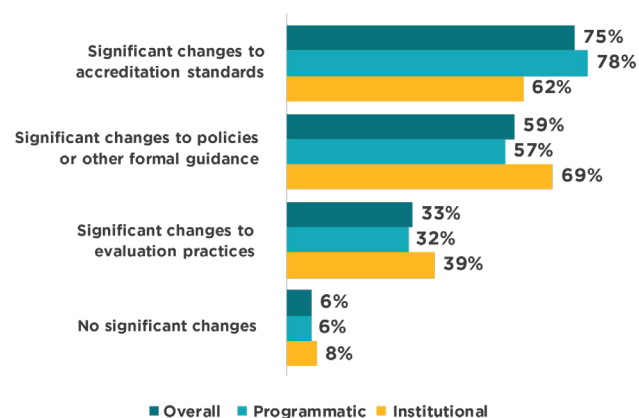 Significant changes to
accreditation standards
75%
78%
62%
Significant changes to policies
or other formal guidance
59%
57%
69%
Significant changes to
evaluation practices
33%
32%
39%
No significant changes
6%
6%
8%
Overall Programmatic Institutional